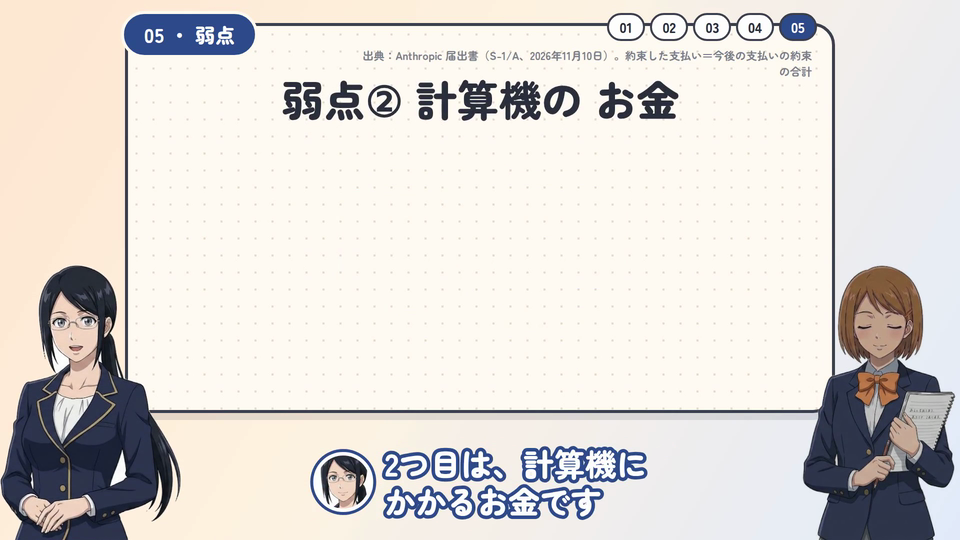 05 ・ 弱点
01 02 03 04 05
出典：Anthropic 届出書（S-1/A、2026年11月10日）。約束した支払い＝今後の支払いの約束
の合計
弱点② 計算機の お金
2つ目は、計算機に
かかるお金です